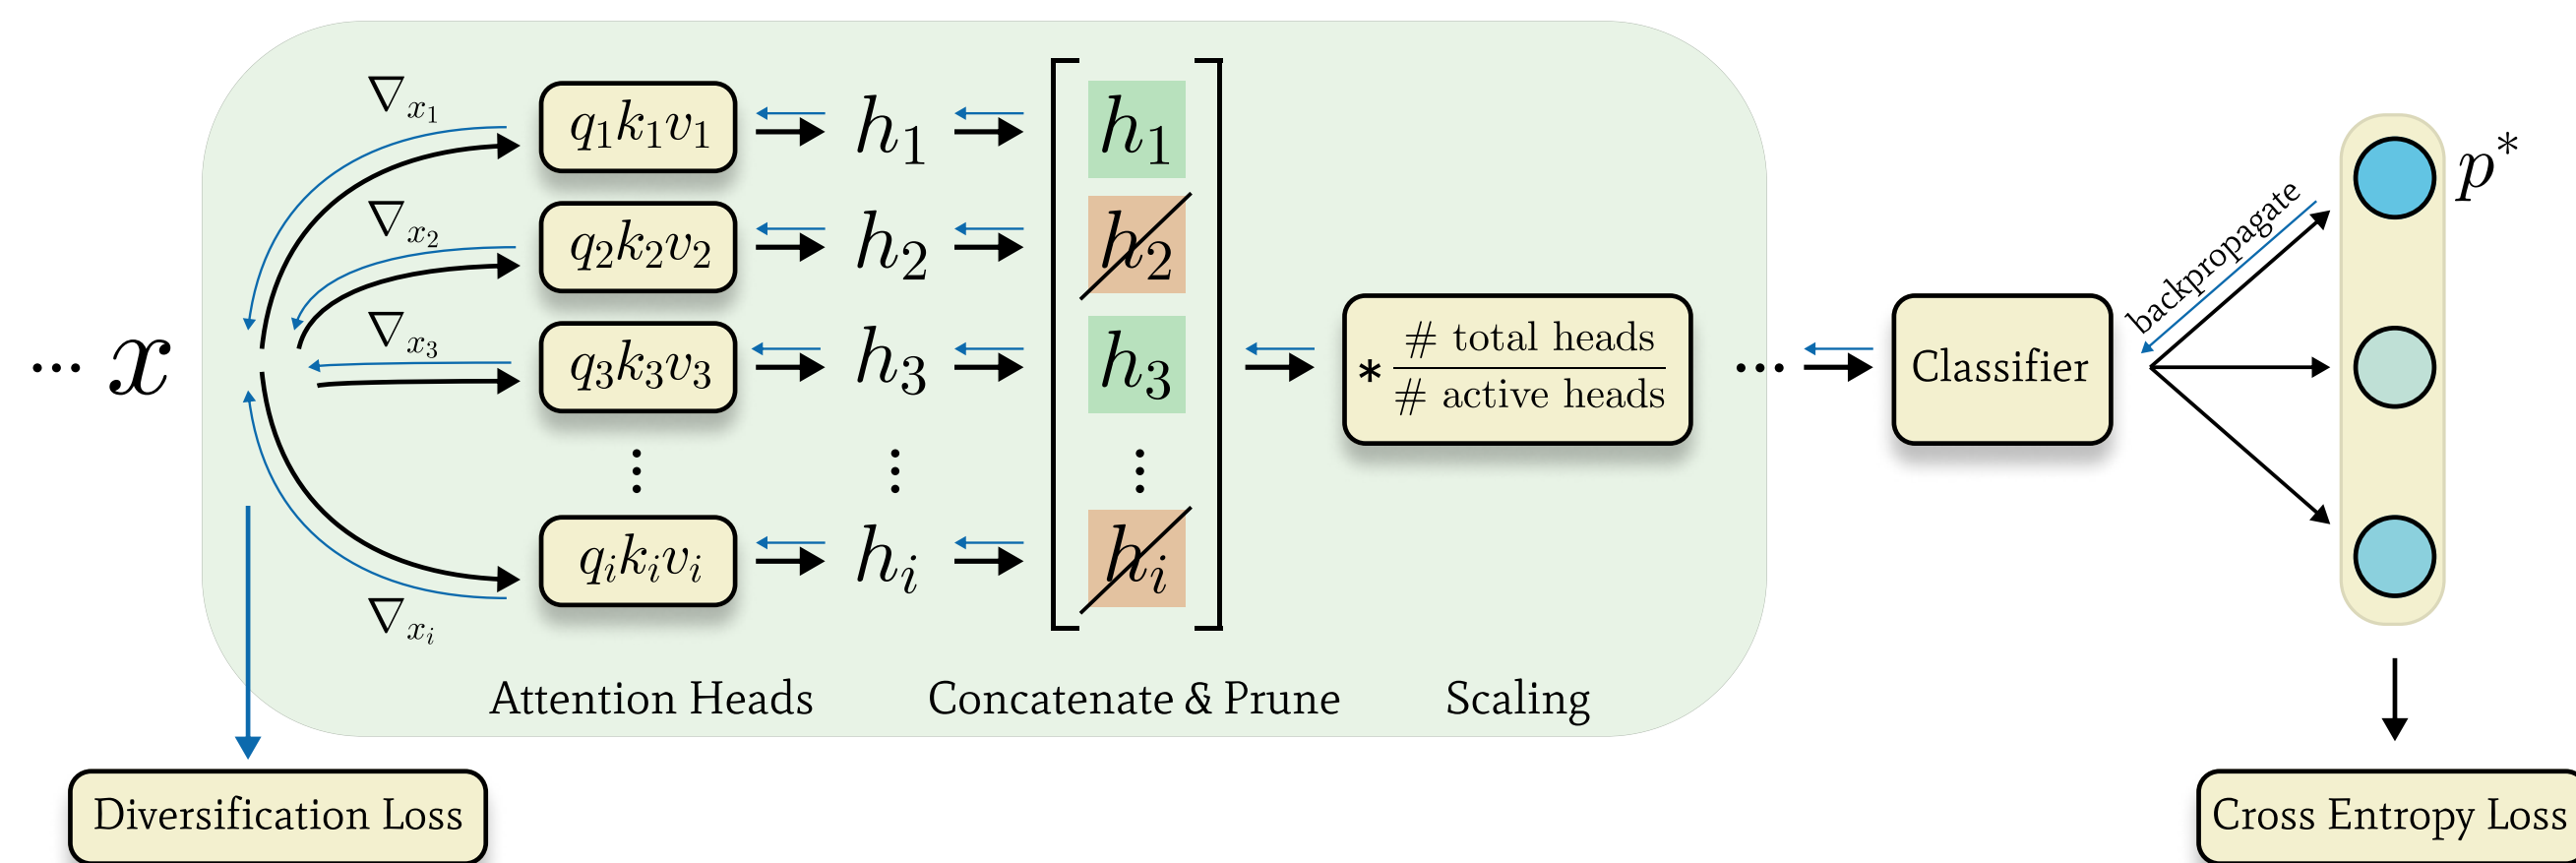 ∇x₁
q₁k₁v₁ h₁ h₁
∇x₂
q₂k₂v₂ h₂ h₂
... x
∇x₃
q₃k₃v₃ h₃ h₃
⋮ ⋮ ⋮
qᵢkᵢvᵢ hᵢ hᵢ
∇xᵢ
* # total heads
# active heads
...
Classifier
backpropagate
p*
Attention Heads
Concatenate & Prune
Scaling
Diversification Loss
Cross Entropy Loss